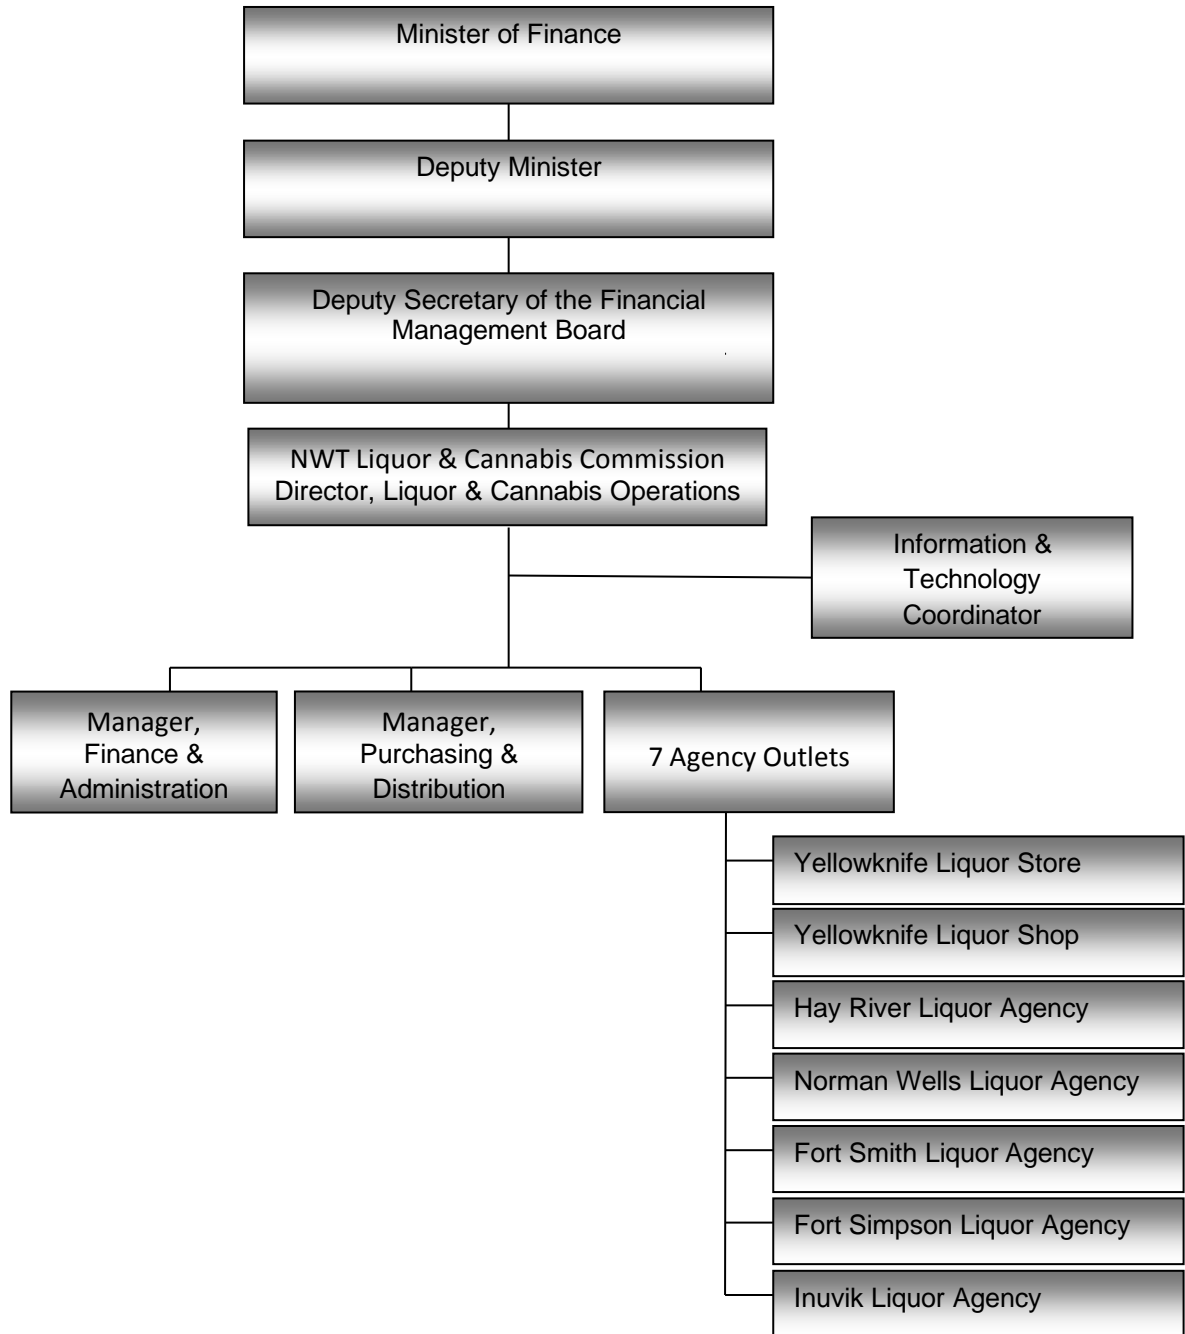 Minister of Finance
Deputy Minister
Deputy Secretary of the Financial
Management Board
.
NWT Liquor & Cannabis Commission
Director, Liquor & Cannabis Operations
Information &
Technology
Coordinator
Manager,
Finance &
Administration
Manager,
Purchasing &
Distribution
7 Agency Outlets
Yellowknife Liquor Store
Yellowknife Liquor Shop
Hay River Liquor Agency
Norman Wells Liquor Agency
Fort Smith Liquor Agency
Fort Simpson Liquor Agency
Inuvik Liquor Agency